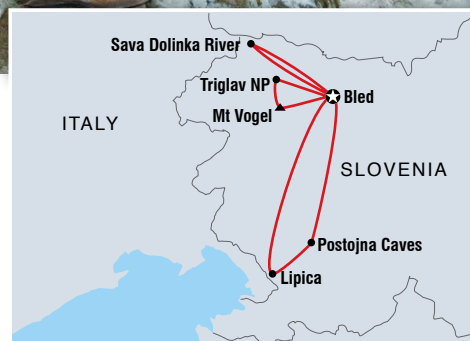 Sava Dolinka River
Triglav NP
Bled
Mt Vogel
ITALY
SLOVENIA
Postojna Caves
Lipica